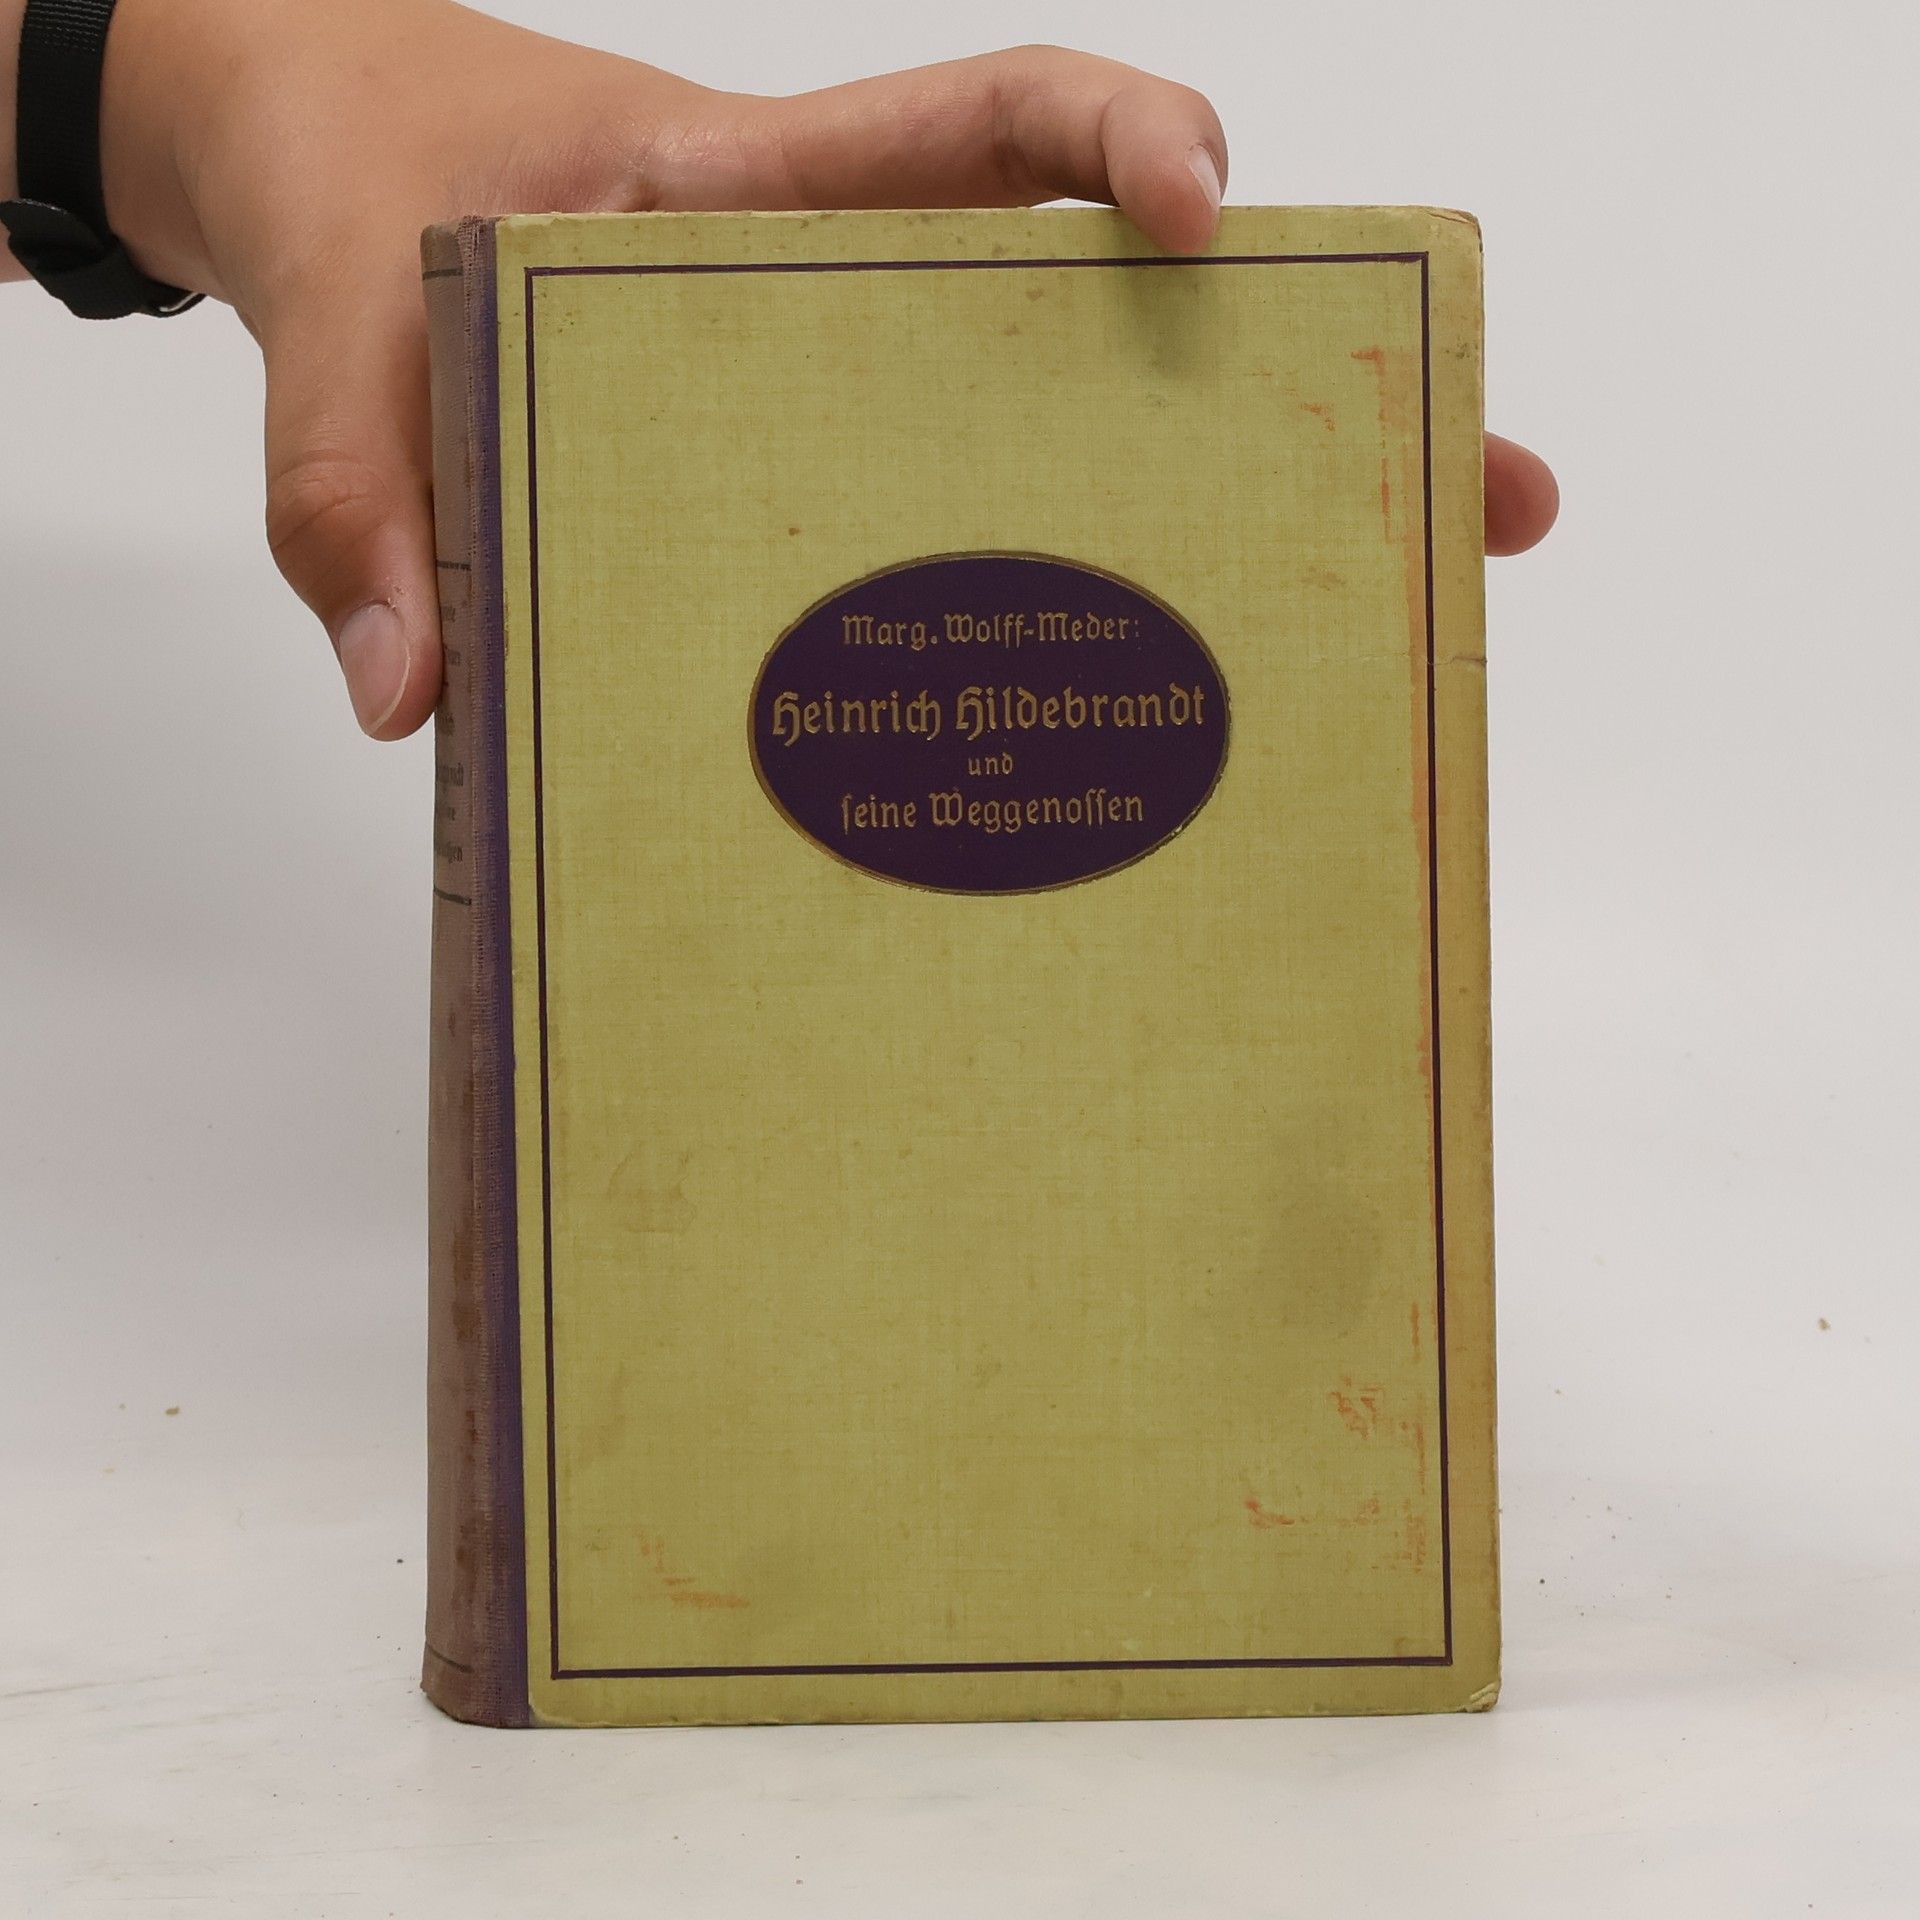 Marg. Wolff-Meder:
Heinrich Hildebrandt
und
ſeine Weggenoſſen